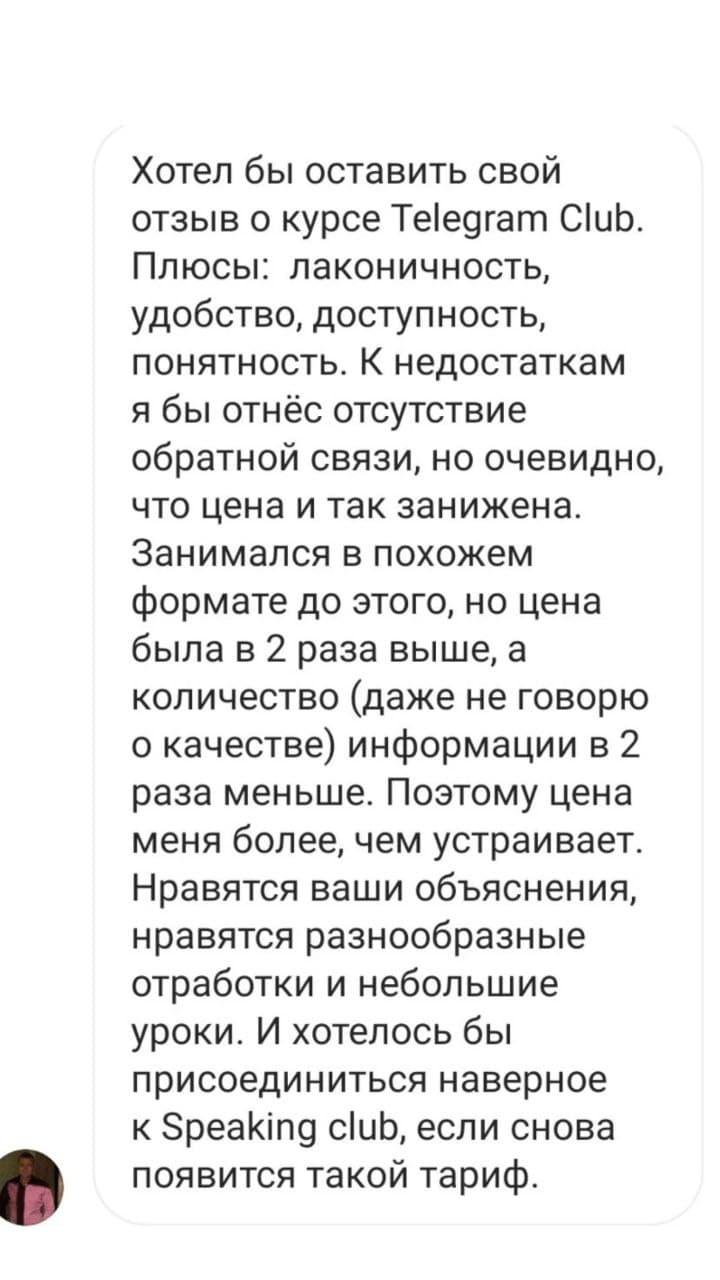 Хотел бы оставить свой
отзыв о курсе Telegram Club.
Плюсы:  лаконичность,
удобство, доступность,
понятность. К недостаткам
я бы отнёс отсутствие
обратной связи, но очевидно,
что цена и так занижена.
Занимался в похожем
формате до этого, но цена
была в 2 раза выше, а
количество (даже не говорю
о качестве) информации в 2
раза меньше. Поэтому цена
меня более, чем устраивает.
Нравятся ваши объяснения,
нравятся разнообразные
отработки и небольшие
уроки. И хотелось бы
присоединиться наверное
к Speaking club, если снова
появится такой тариф.